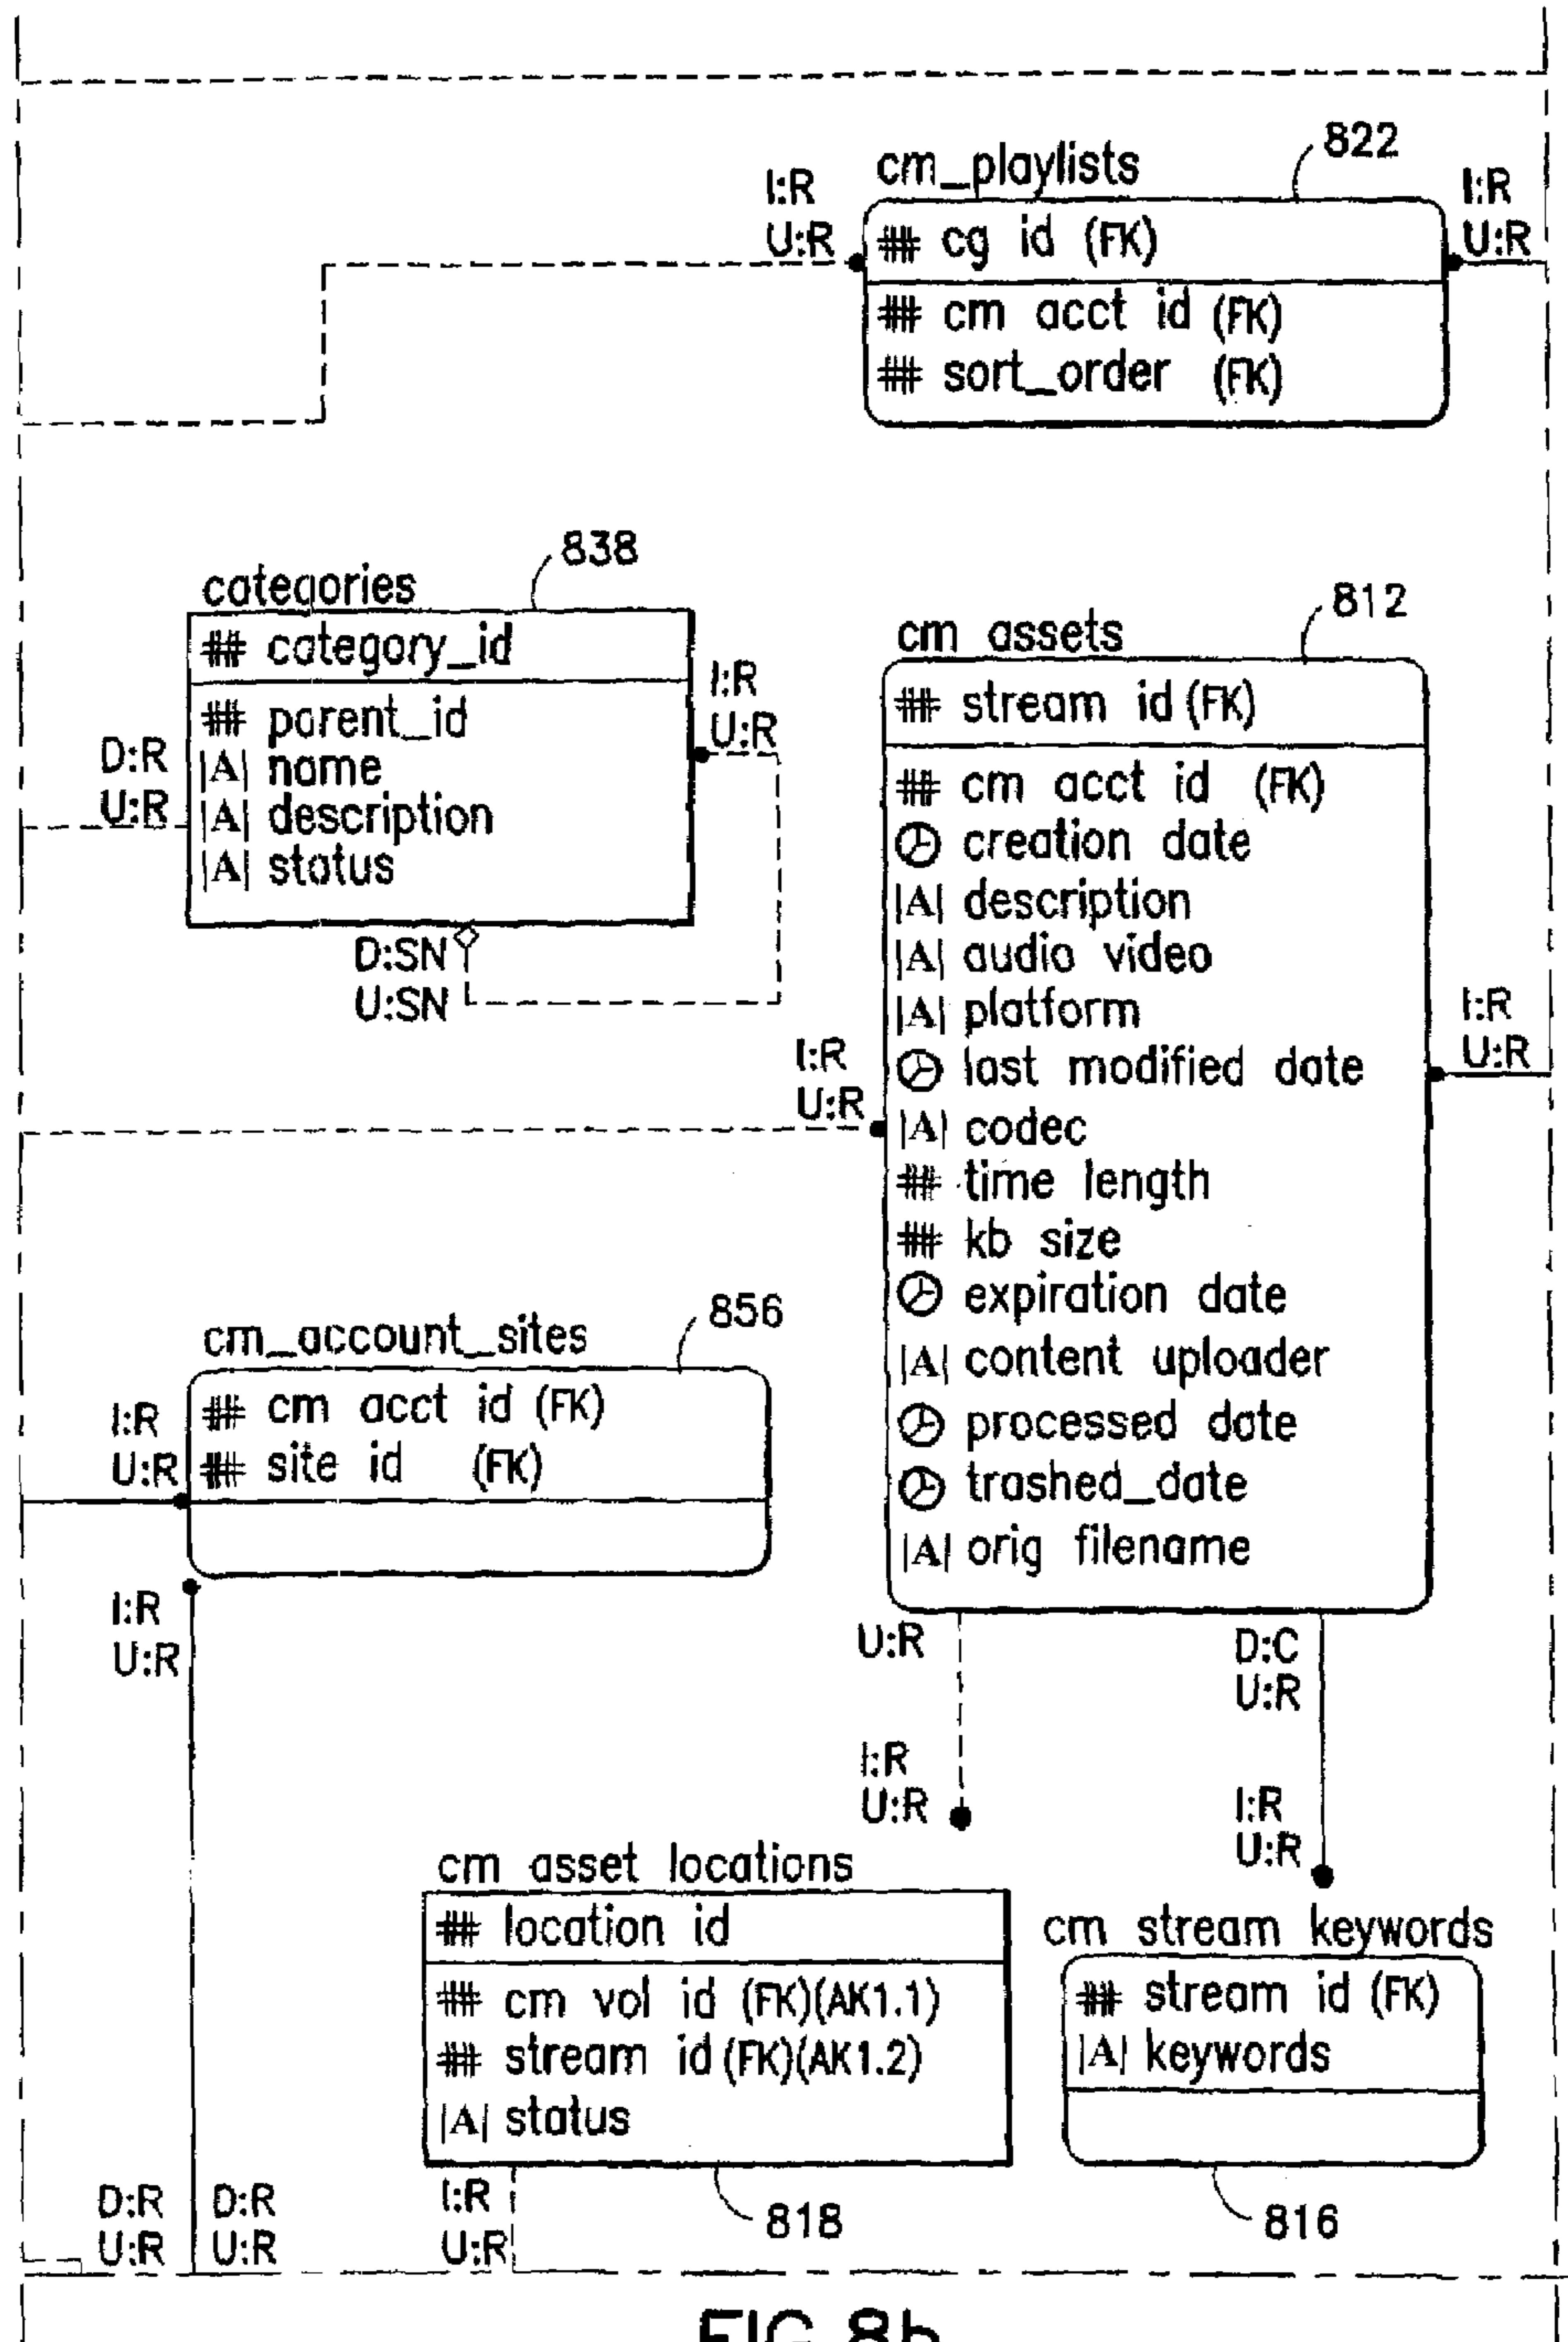 822
cm_playlists
I:R
U:R
I:R
U:R
## cg id (FK)
## cm acct id (FK)
## sort_order (FK)
838
categories
## category_id
## parent_id
|A| name
|A| description
|A| status
D:R
U:R
I:R
U:R
D:SN
U:SN
812
cm assets
## stream id (FK)
## cm acct id (FK)
creation date
|A| description
|A| audio video
|A| platform
last modified date
|A| codec
## time length
## kb size
expiration date
|A| content uploader
processed date
trashed_date
|A| orig filename
I:R
U:R
I:R
U:R
856
cm_account_sites
## cm acct id (FK)
## site id (FK)
I:R
U:R
I:R
U:R
U:R
D:C
U:R
I:R
U:R
I:R
U:R
cm asset locations
## location id
## cm vol id (FK)(AK1.1)
## stream id (FK)(AK1.2)
|A| status
cm stream keywords
## stream id (FK)
|A| keywords
D:R
U:R
D:R
U:R
I:R
U:R
818
816
FIG.8b